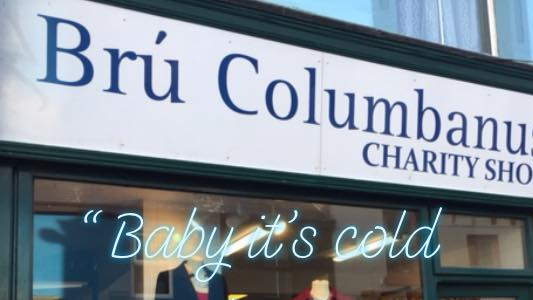 Brú Columbanus
CHARITY SHO
“Baby it's cold